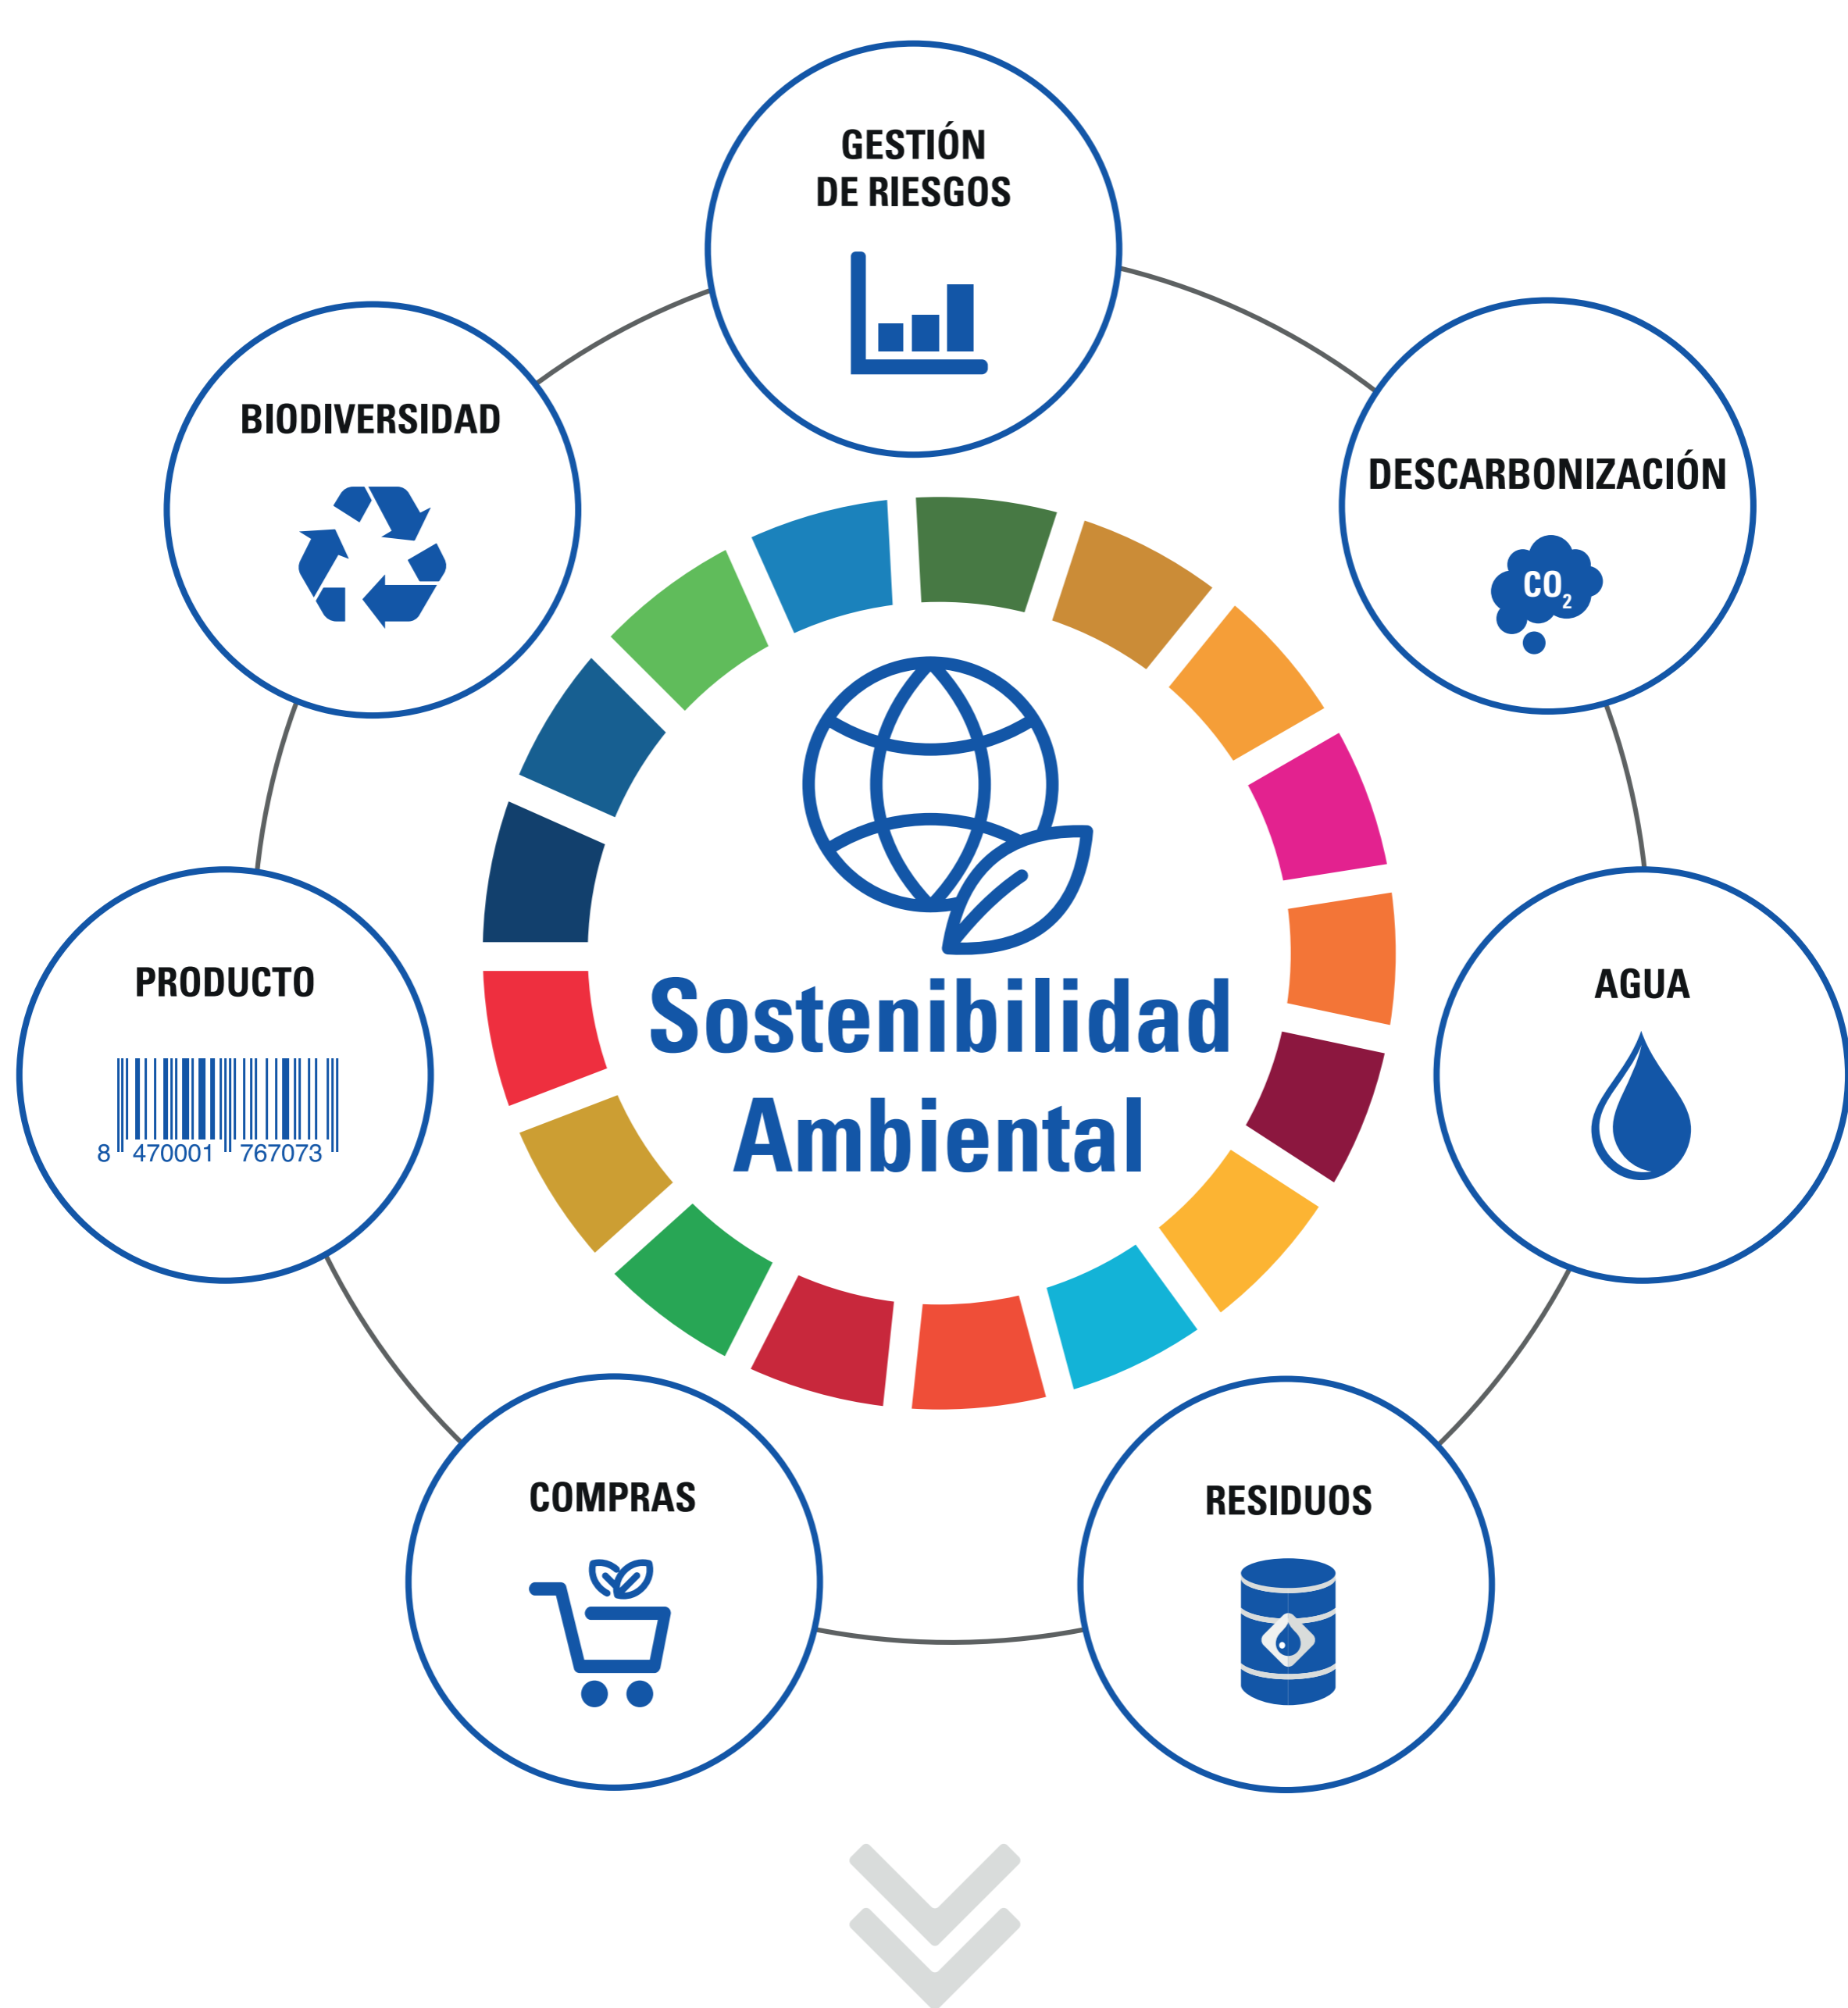 GESTIÓN
DE RIESGOS
BIODIVERSIDAD
DESCARBONIZACIÓN
CO2
PRODUCTO
8 470001 767073
Sostenibilidad
Ambiental
AGUA
COMPRAS
RESIDUOS